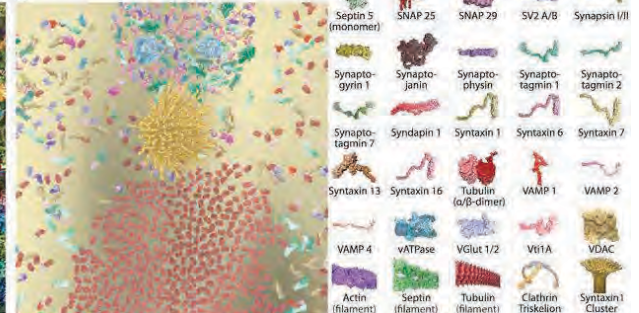 Septin 5 SNAP 25 SNAP 29 SV2 A/B Synapsin I/II
(monomer)
Synapto- Synapto- Synapto- Synapto- Synapto-
gyrin 1 janin physin tagmin 1 tagmin 2
Synapto- Syndapin 1 Syntaxin 1 Syntaxin 6 Syntaxin 7
tagmin 7
Syntaxin 13 Syntaxin 16 Tubulin VAMP 1 VAMP 2
(α/β-dimer)
VAMP 4 vATPase VGlut 1/2 Vti1A VDAC
Actin Septin Tubulin Clathrin Syntaxin1
(filament) (filament) (filament) Triskelion Cluster